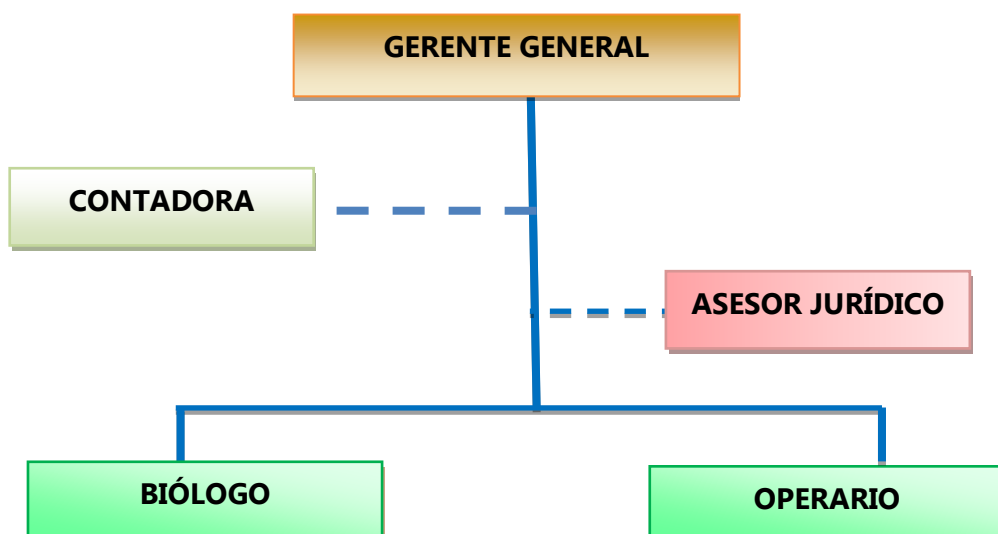 GERENTE GENERAL
CONTADORA
ASESOR JURÍDICO
BIÓLOGO
OPERARIO